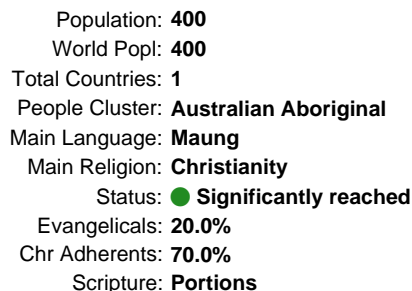 Population: 400
World Popl: 400
Total Countries: 1
People Cluster: Australian Aboriginal
Main Language: Maung
Main Religion: Christianity
Status: Significantly reached
Evangelicals: 20.0%
Chr Adherents: 70.0%
Scripture: Portions